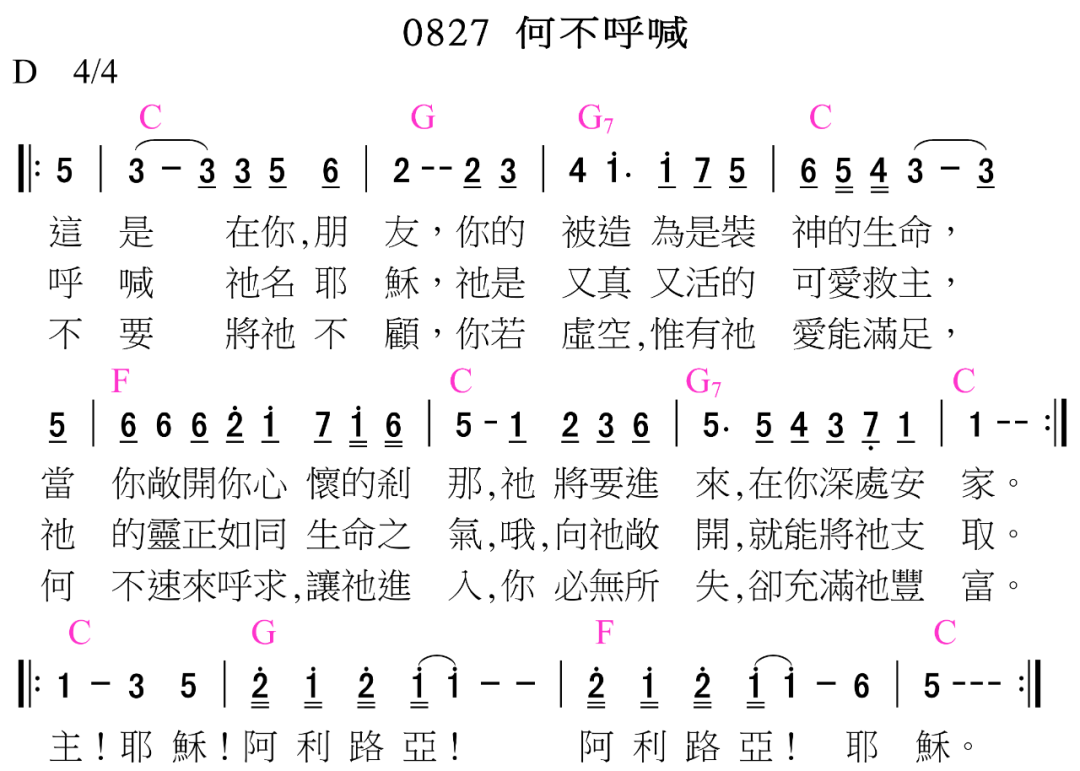 0827 何不呼喊
D 4/4
C G G7 C
‖: 5 | 3 – 3 3 5 6 | 2 -- 2 3 | 4 i· i 7 5 | 6 5 4 3 – 3
這 是 在你,朋 友，你的 被造 為是裝 神的生命，
呼 喊 祂名 耶 穌，祂是 又真 又活的 可愛救主，
不 要 將祂 不 顧，你若 虛空,惟有祂 愛能滿足，
F C G7 C
5 | 6 6 6 2̇ i 7 i 6 | 5 - 1 2 3 6 | 5. 5 4 3 7̣ 1 | 1 -- :‖
當 你敞開你心 懷的剎 那,祂 將要進 來,在你深處安 家。
祂 的靈正如同 生命之 氣,哦,向祂敞 開,就能將祂支 取。
何 不速來呼求,讓祂進 入,你 必無所 失,卻充滿祂豐 富。
C G F C
‖: 1 – 3 5 | 2̇ i 2̇ i i – – | 2̇ i 2̇ i i – 6 | 5 --- :‖
主！耶 穌！阿 利 路 亞！ 阿 利 路 亞！ 耶 穌。